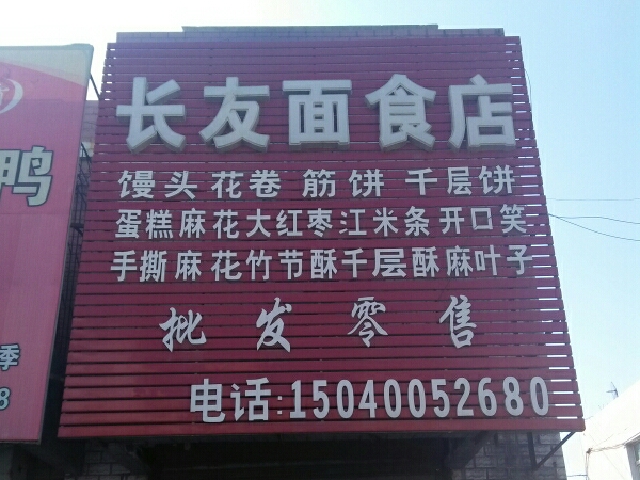 长友面食店
馒头 花卷 筋饼 千层饼
蛋糕麻花大红枣江米条开口笑
手撕麻花竹节酥千层酥麻叶子
批发零售
电话:15040052680
鸭
季
8